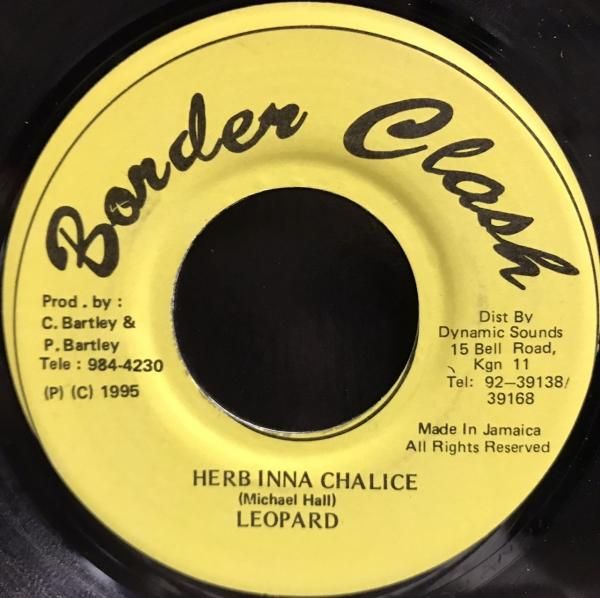 Border Clash
Prod. by :
C. Bartley &
P. Bartley
Tele : 984-4230
(P) (C) 1995
Dist By
Dynamic Sounds
15 Bell Road,
Kgn 11
Tel: 92-39138/
39168
Made In Jamaica
All Rights Reserved
HERB INNA CHALICE
(Michael Hall)
LEOPARD